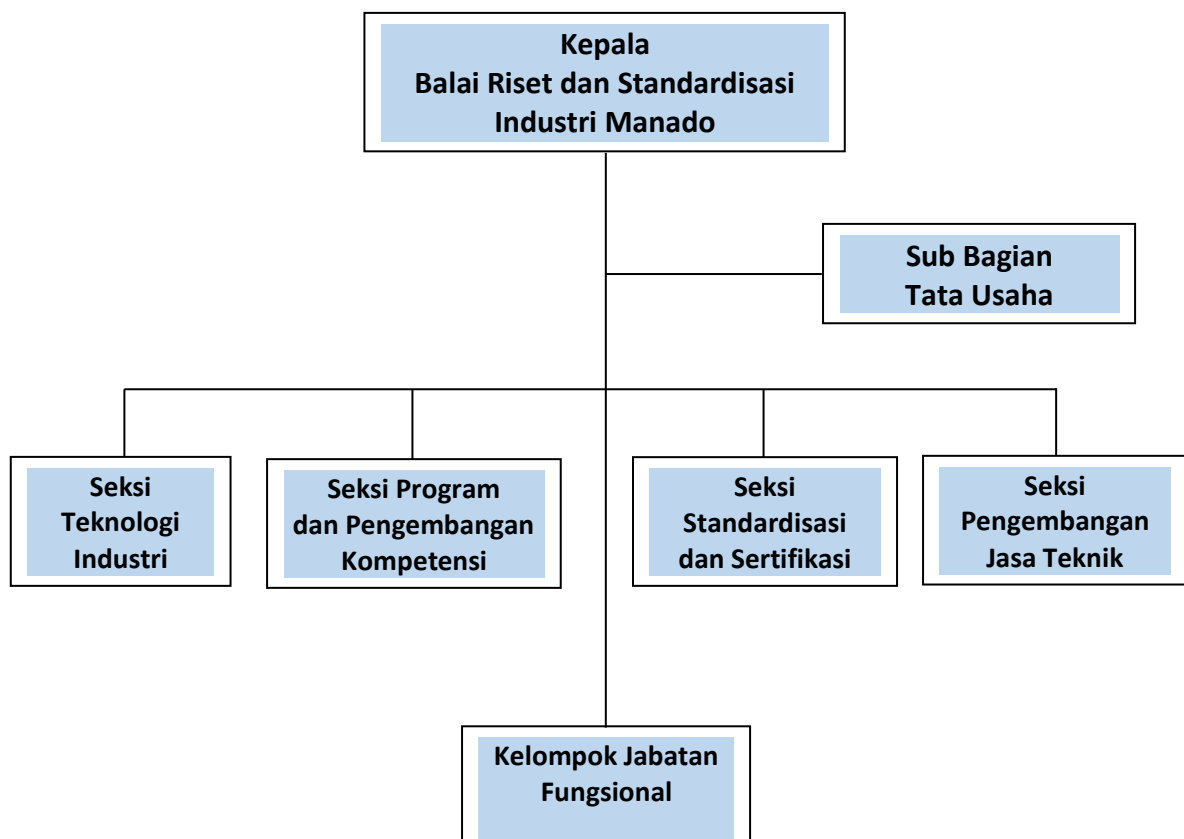 Kepala
Balai Riset dan Standardisasi
Industri Manado
Sub Bagian
Tata Usaha
Seksi
Teknologi
Industri
Seksi Program
dan Pengembangan
Kompetensi
Seksi
Standardisasi
dan Sertifikasi
Seksi
Pengembangan
Jasa Teknik
Kelompok Jabatan
Fungsional